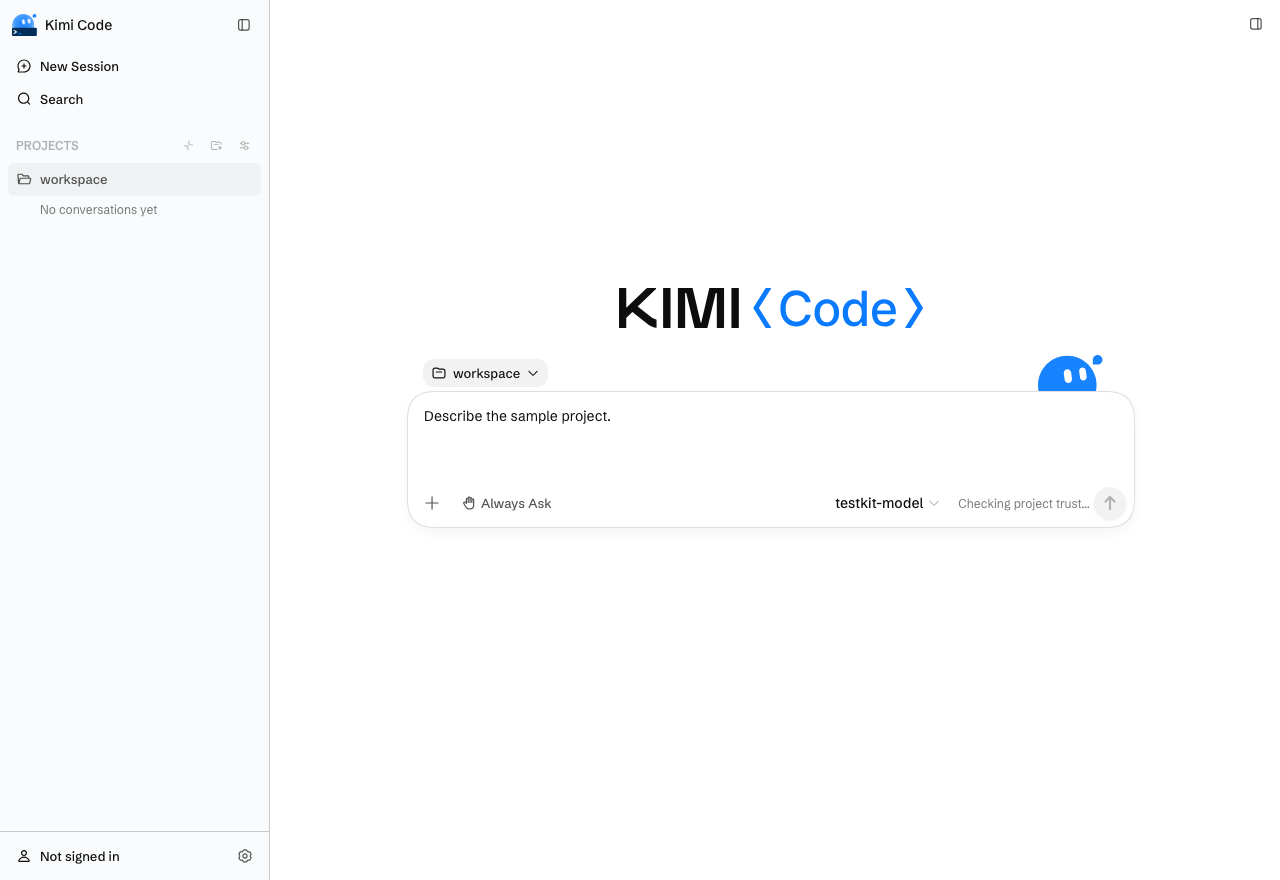 Kimi Code
New Session
Search
PROJECTS
workspace
No conversations yet
KIMI〈Code〉
workspace
Describe the sample project.
Always Ask
testkit-model
Checking project trust…
Not signed in